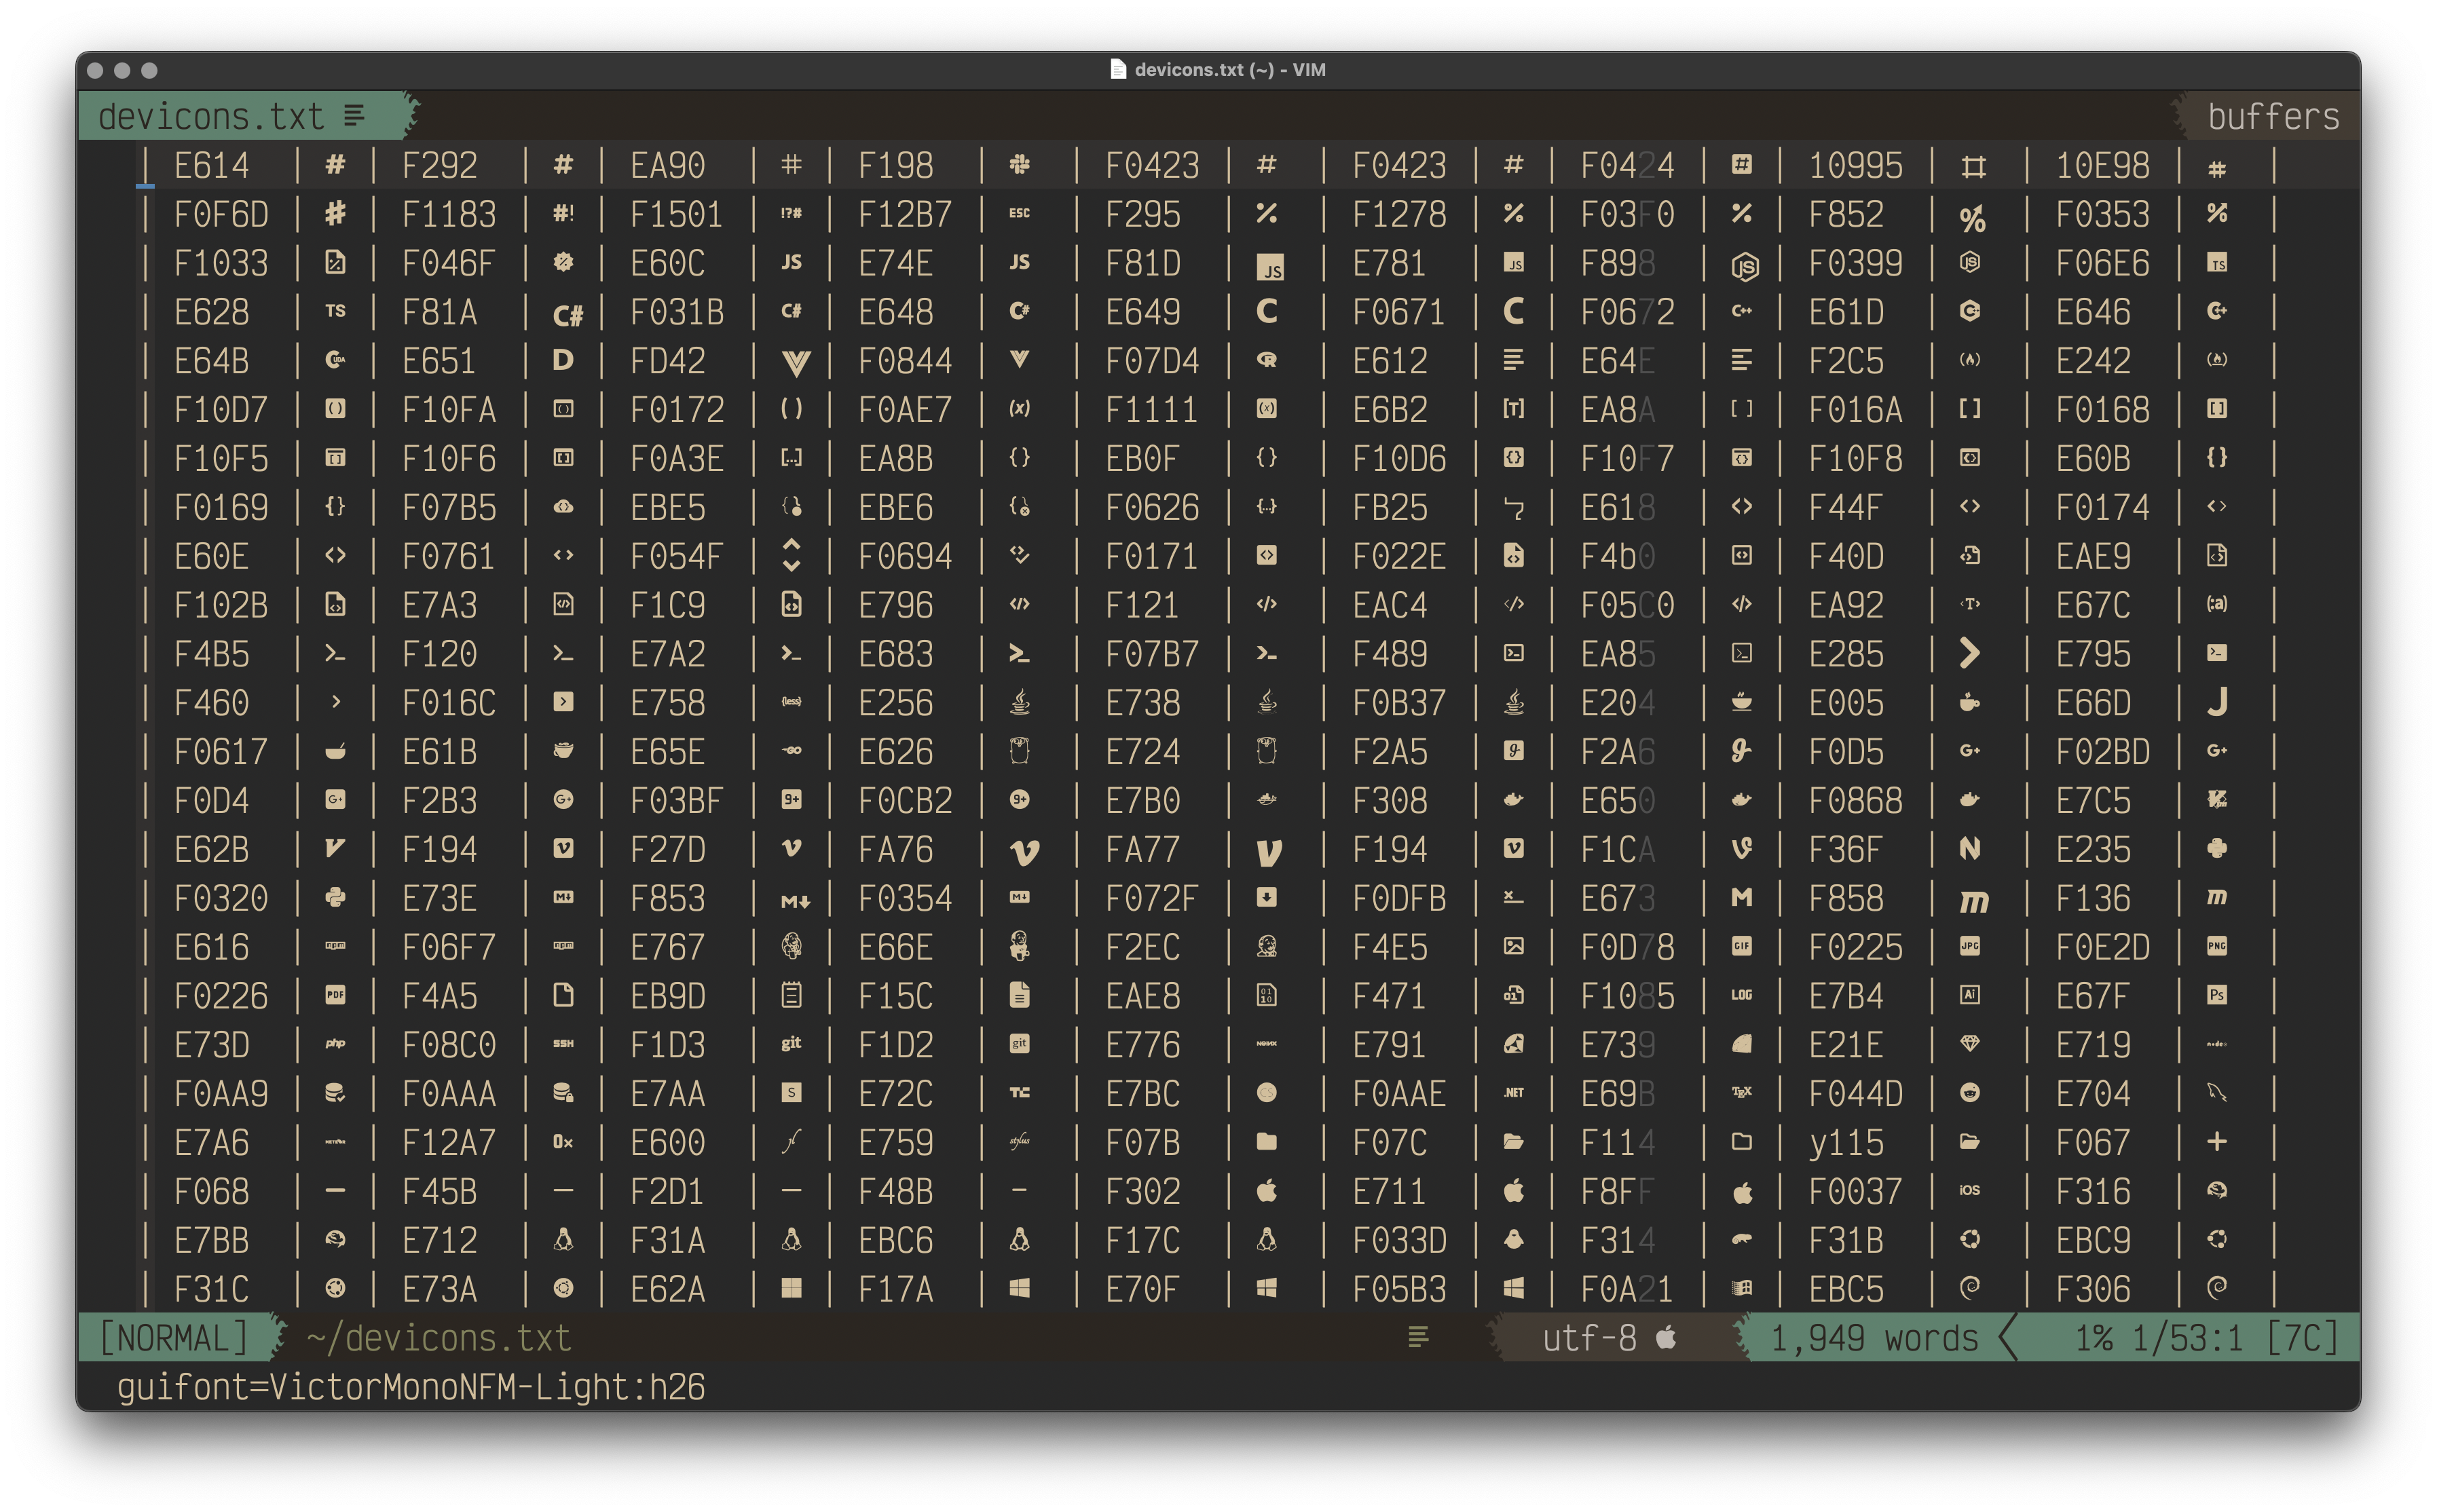 devicons.txt (~) - VIM
devicons.txt buffers
| E614 | # | F292 | # | EA90 | # | F198 | | F0423 | # | F0423 | # | F0424 | # | 10995 | # | 10E98 | # |
| F0F6D | # | F1183 | #! | F1501 | !?# | F12B7 | ESC | F295 | % | F1278 | % | F03F0 | % | F852 | % | F0353 | % |
| F1033 | % | F046F | % | E60C | JS | E74E | JS | F81D | JS | E781 | JS | F898 | JS | F0399 | JS | F06E6 | TS |
| E628 | TS | F81A | C# | F031B | C# | E648 | C# | E649 | C | F0671 | C | F0672 | C++ | E61D | C+ | E646 | C+ |
| E64B | CUDA | E651 | D | FD42 | V | F0844 | V | F07D4 | R | E612 | | E64E | | F2C5 | | E242 | |
| F10D7 | () | F10FA | () | F0172 | () | F0AE7 | (x) | F1111 | (x) | E6B2 | [T] | EA8A | [] | F016A | [] | F0168 | [] |
| F10F5 | [] | F10F6 | [] | F0A3E | [...] | EA8B | {} | EB0F | {} | F10D6 | {} | F10F7 | {} | F10F8 | {} | E60B | {} |
| F0169 | {} | F07B5 | {} | EBE5 | { | EBE6 | { | F0626 | {...} | FB25 | | E618 | <> | F44F | <> | F0174 | <> |
| E60E | <> | F0761 | <> | F054F | | F0694 | <> | F0171 | <> | F022E | <> | F4b0 | <> | F40D | <> | EAE9 | <> |
| F102B | <> | E7A3 | </> | F1C9 | <> | E796 | </> | F121 | </> | EAC4 | </> | F05C0 | </> | EA92 | <T> | E67C | (:a) |
| F4B5 | >_ | F120 | >_ | E7A2 | >_ | E683 | >_ | F07B7 | >_ | F489 | >_ | EA85 | >_ | E285 | > | E795 | >_ |
| F460 | > | F016C | > | E758 | {less} | E256 | | E738 | | F0B37 | | E204 | | E005 | | E66D | J |
| F0617 | | E61B | | E65E | GO | E626 | | E724 | | F2A5 | g | F2A6 | g | F0D5 | G+ | F02BD | G+ |
| F0D4 | G+ | F2B3 | G+ | F03BF | g+ | F0CB2 | g+ | E7B0 | | F308 | | E650 | | F0868 | | E7C5 | |
| E62B | V | F194 | v | F27D | v | FA76 | v | FA77 | v | F194 | v | F1CA | | F36F | N | E235 | |
| F0320 | | E73E | M↓ | F853 | M↓ | F0354 | M↓ | F072F | ↓ | F0DFB | x_ | E673 | M | F858 | m | F136 | m |
| E616 | npm | F06F7 | npm | E767 | | E66E | | F2EC | | F4E5 | | F0D78 | GIF | F0225 | JPG | F0E2D | PNG |
| F0226 | PDF | F4A5 | | EB9D | | F15C | | EAE8 | 01 10 | F471 | 01 | F1085 | LOG | E7B4 | Ai | E67F | Ps |
| E73D | php | F08C0 | SSH | F1D3 | git | F1D2 | git | E776 | NGINX | E791 | | E739 | | E21E | | E719 | node |
| F0AA9 | | F0AAA | | E7AA | S | E72C | TC | E7BC | CS | F0AAE | .NET | E69B | TEX | F044D | | E704 | |
| E7A6 | METEOR | F12A7 | 0x | E600 | | E759 | stylus | F07B | | F07C | | F114 | | y115 | | F067 | + |
| F068 | — | F45B | — | F2D1 | — | F48B | – | F302 | | E711 | | F8FF | | F0037 | iOS | F316 | |
| E7BB | | E712 | | F31A | | EBC6 | | F17C | | F033D | | F314 | | F31B | | EBC9 | |
| F31C | | E73A | | E62A | | F17A | | E70F | | F05B3 | | F0A21 | | EBC5 | | F306 | |
[NORMAL] ~/devicons.txt utf-8 1,949 words 1% 1/53:1 [7C]
guifont=VictorMonoNFM-Light:h26